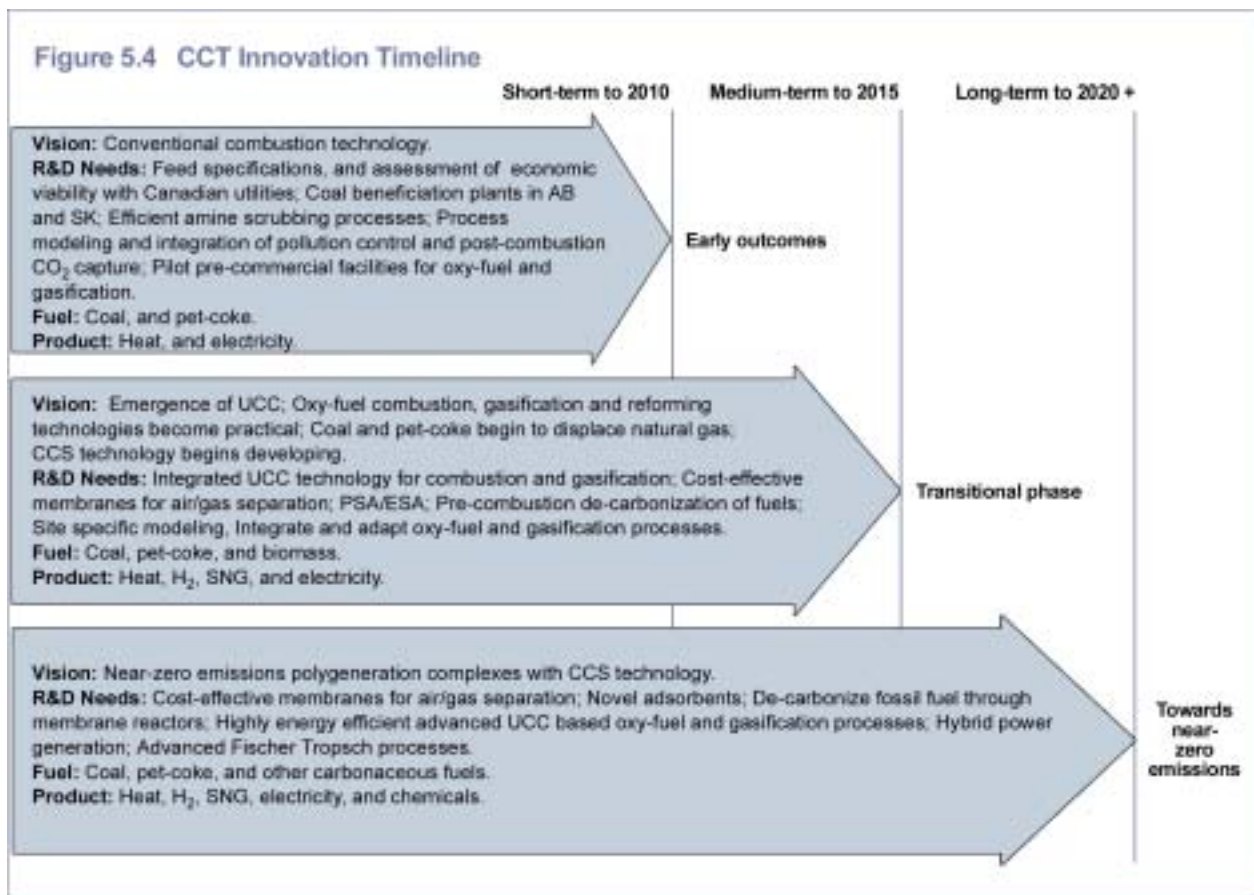 Figure 5.4 CCT Innovation Timeline
Short-term to 2010
Medium-term to 2015
Long-term to 2020 +
Vision: Conventional combustion technology.
R&D Needs: Feed specifications, and assessment of economic
viability with Canadian utilities; Coal beneficiation plants in AB
and SK; Efficient amine scrubbing processes; Process
modeling and integration of pollution control and post-combustion
CO₂ capture; Pilot pre-commercial facilities for oxy-fuel and
gasification.
Fuel: Coal, and pet-coke.
Product: Heat, and electricity.
Early outcomes
Vision: Emergence of UCC; Oxy-fuel combustion, gasification and reforming
technologies become practical; Coal and pet-coke begin to displace natural gas;
CCS technology begins developing.
R&D Needs: Integrated UCC technology for combustion and gasification; Cost-effective
membranes for air/gas separation; PSA/ESA; Pre-combustion de-carbonization of fuels;
Site specific modeling, Integrate and adapt oxy-fuel and gasification processes.
Fuel: Coal, pet-coke, and biomass.
Product: Heat, H₂, SNG, and electricity.
Transitional phase
Vision: Near-zero emissions polygeneration complexes with CCS technology.
R&D Needs: Cost-effective membranes for air/gas separation; Novel adsorbents; De-carbonize fossil fuel through
membrane reactors; Highly energy efficient advanced UCC based oxy-fuel and gasification processes; Hybrid power
generation; Advanced Fischer Tropsch processes.
Fuel: Coal, pet-coke, and other carbonaceous fuels.
Product: Heat, H₂, SNG, electricity, and chemicals.
Towards
near-
zero
emissions